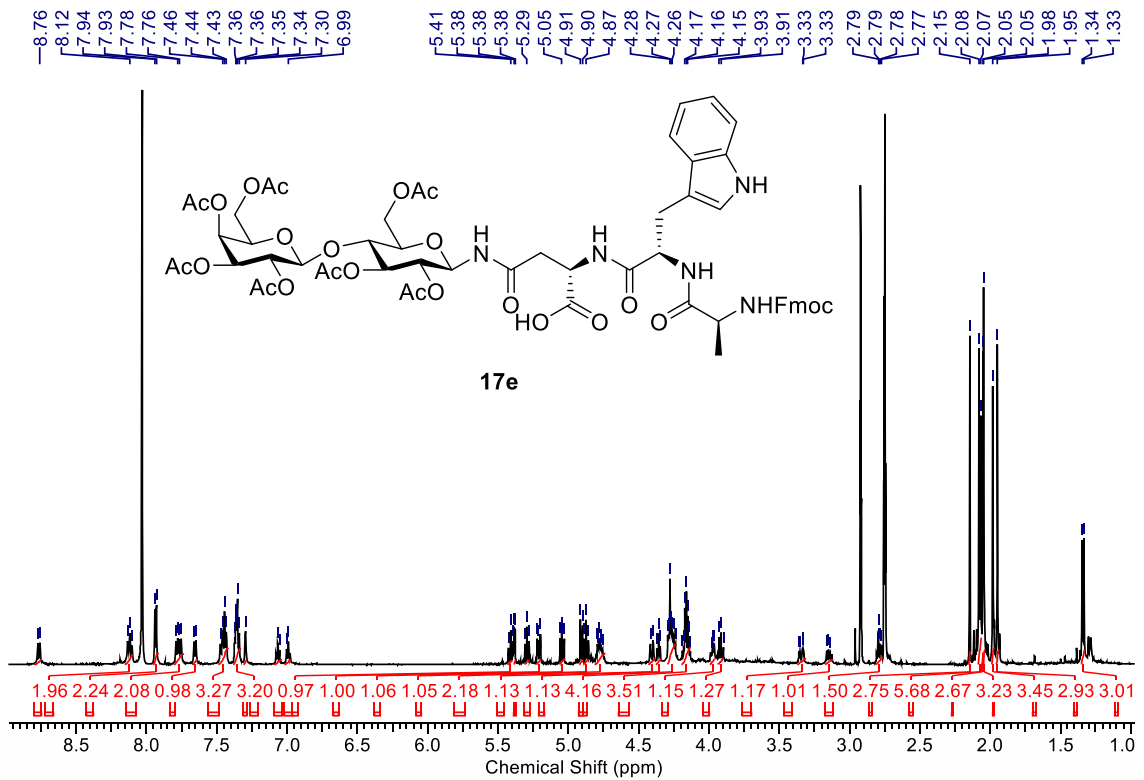 8.76 8.12 7.94 7.93 7.78 7.76 7.46 7.44 7.43 7.36 7.36 7.35 7.34 7.30 6.99 5.41 5.38 5.38 5.38 5.29 5.05 4.91 4.90 4.87 4.28 4.27 4.26 4.17 4.16 4.15 3.93 3.91 3.33 3.33 2.79 2.79 2.78 2.77 2.15 2.08 2.07 2.05 2.05 1.98 1.95 1.34 1.33
NH
OAc
OAc
AcO
AcO
O
O
O
AcO
OAc
AcO
OAc
H
N
O
HO
O
H
N
O
H
N
O
NHFmoc
17e
1.96 2.24 2.08 0.98 3.27 3.20 0.97 1.00 1.06 1.05 2.18 1.13 1.13 4.16 3.51 1.15 1.27 1.17 1.01 1.50 2.75 5.68 2.67 3.23 3.45 2.93 3.01
8.5 8.0 7.5 7.0 6.5 6.0 5.5 5.0 4.5 4.0 3.5 3.0 2.5 2.0 1.5 1.0
Chemical Shift (ppm)